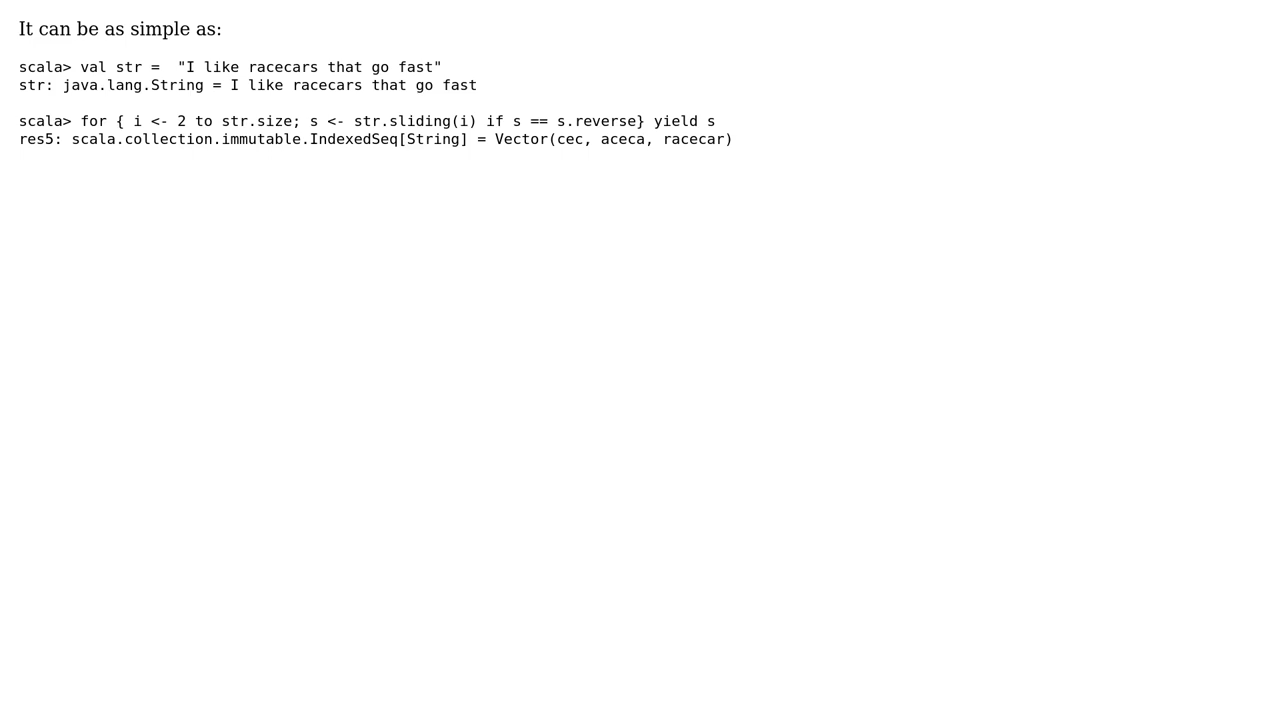 It can be as simple as:
scala> val str =  "I like racecars that go fast"
str: java.lang.String = I like racecars that go fast
scala> for { i <- 2 to str.size; s <- str.sliding(i) if s == s.reverse} yield s
res5: scala.collection.immutable.IndexedSeq[String] = Vector(cec, aceca, racecar)